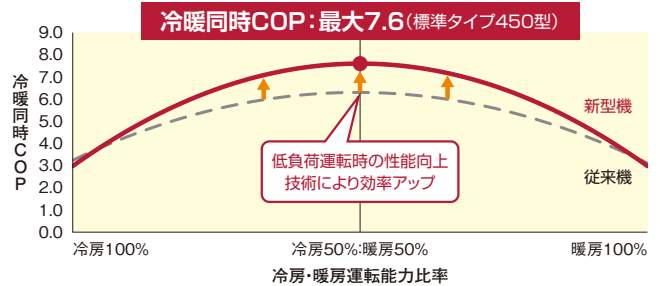 冷暖同時COP：最大7.6（標準タイプ450型）
9.0
8.0
7.0
6.0
5.0
4.0
3.0
2.0
1.0
0.0
冷暖同時COP
新型機
従来機
低負荷運転時の性能向上
技術により効率アップ
冷房100%
冷房50%:暖房50%
暖房100%
冷房・暖房運転能力比率